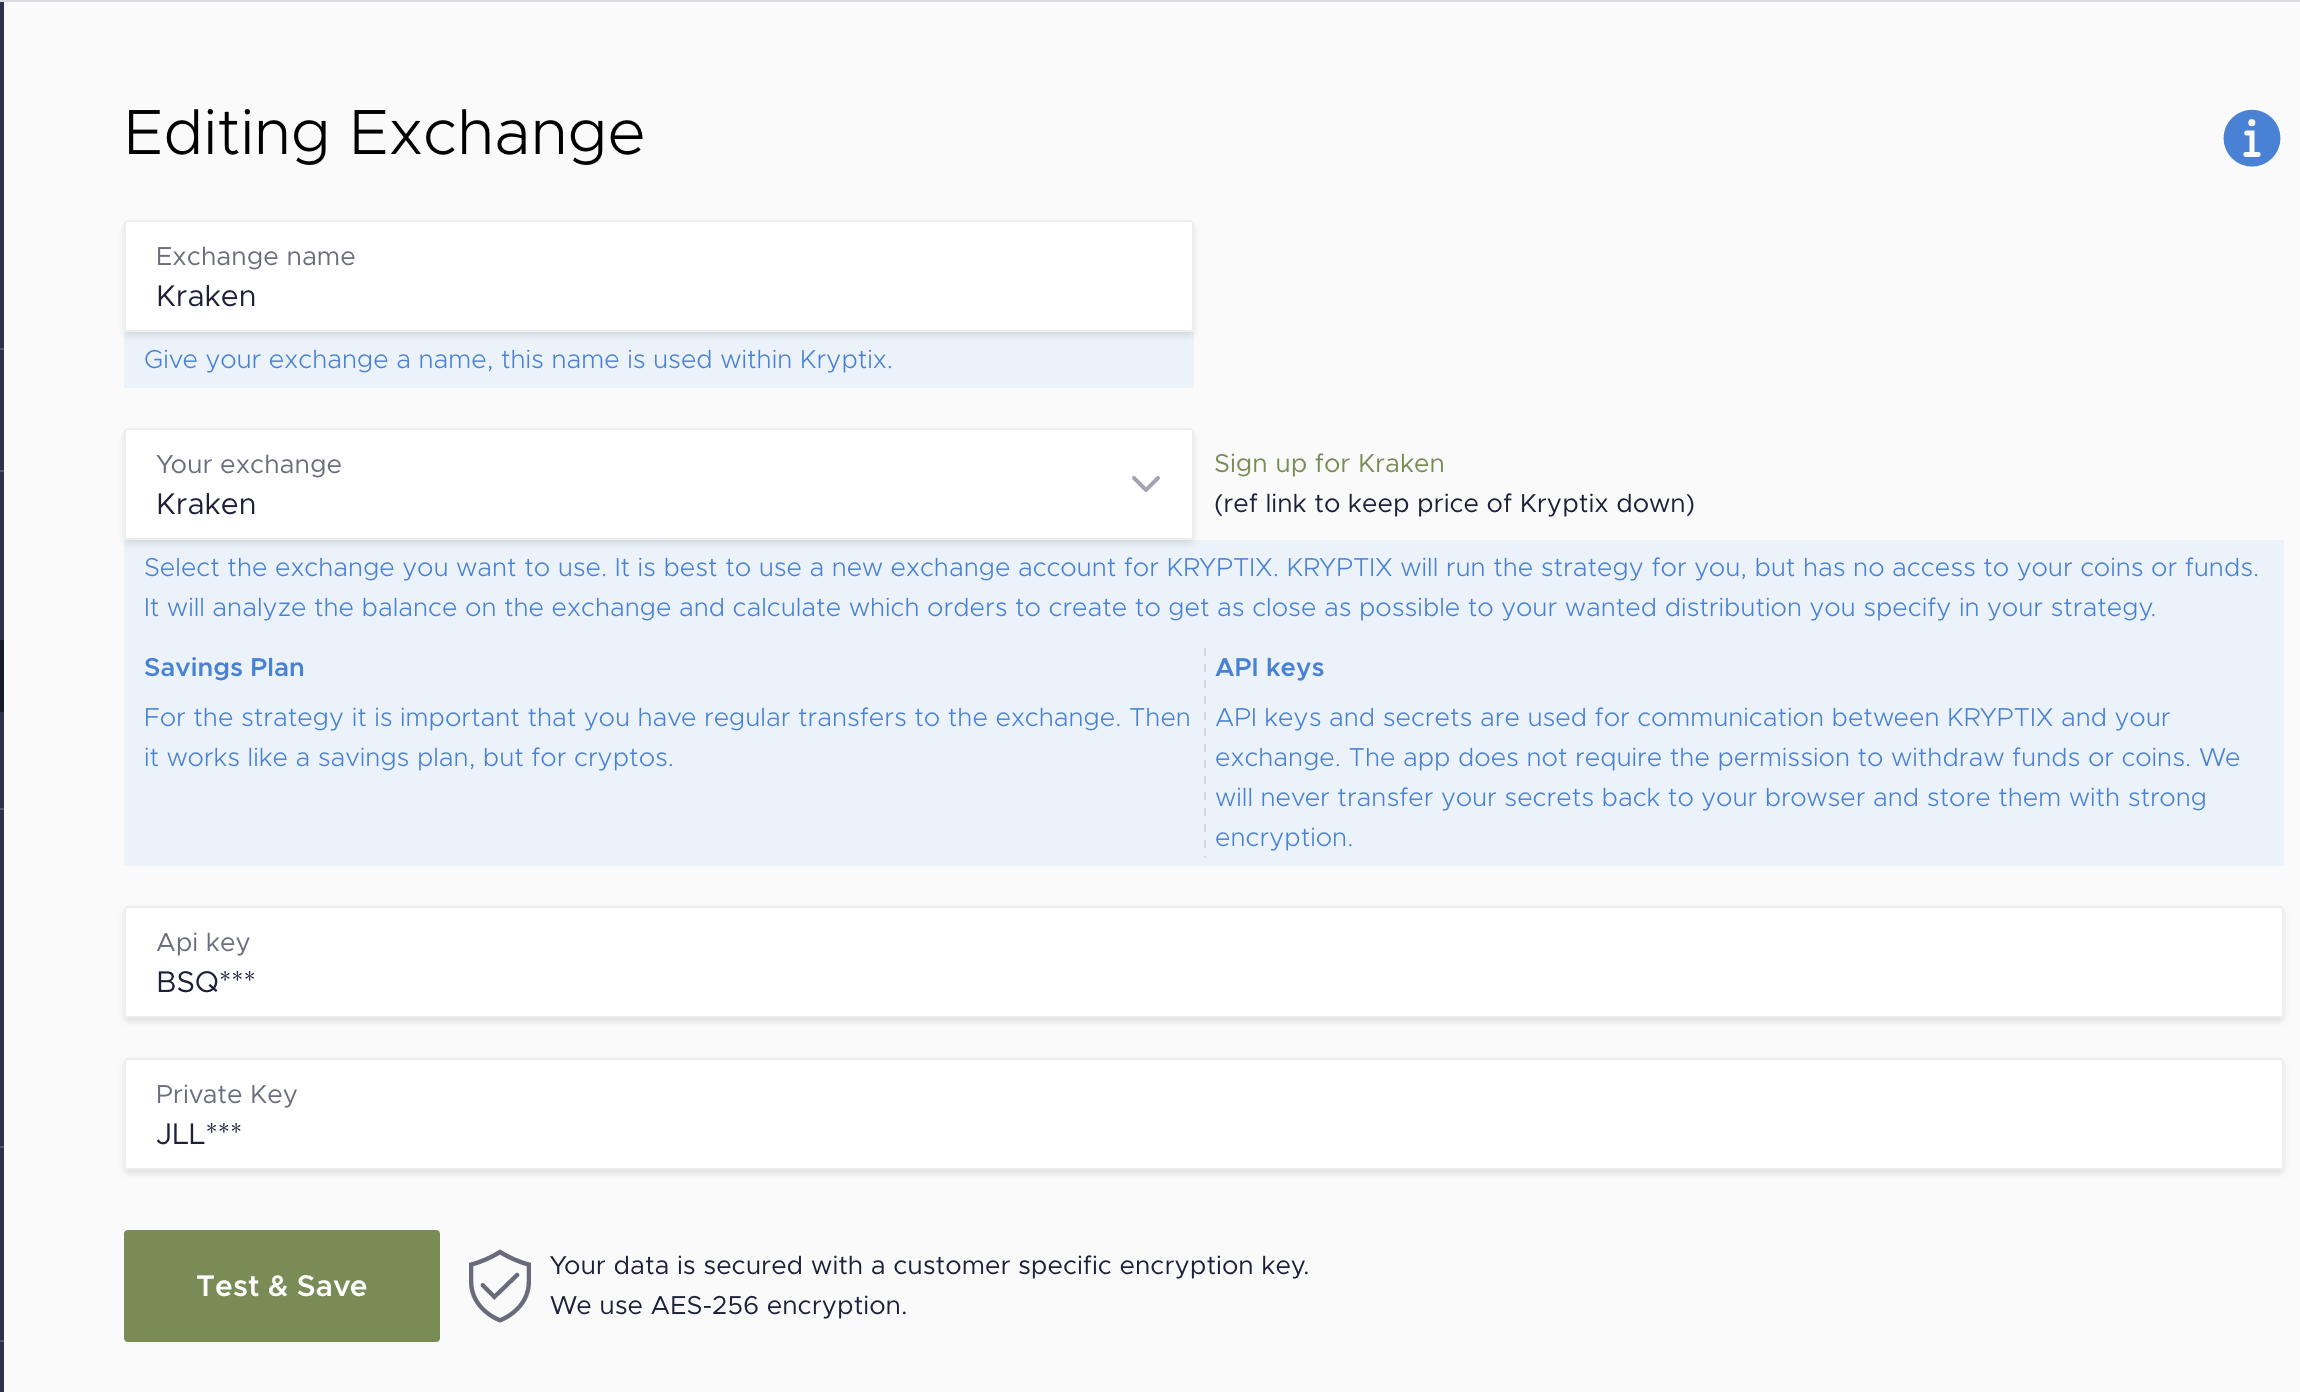 Editing Exchange
i
Exchange name
Kraken
Give your exchange a name, this name is used within Kryptix.
Your exchange
Kraken
Sign up for Kraken
(ref link to keep price of Kryptix down)
Select the exchange you want to use. It is best to use a new exchange account for KRYPTIX. KRYPTIX will run the strategy for you, but has no access to your coins or funds.
It will analyze the balance on the exchange and calculate which orders to create to get as close as possible to your wanted distribution you specify in your strategy.
Savings Plan
For the strategy it is important that you have regular transfers to the exchange. Then
it works like a savings plan, but for cryptos.
API keys
API keys and secrets are used for communication between KRYPTIX and your
exchange. The app does not require the permission to withdraw funds or coins. We
will never transfer your secrets back to your browser and store them with strong
encryption.
Api key
BSQ***
Private Key
JLL***
Test & Save
Your data is secured with a customer specific encryption key.
We use AES-256 encryption.